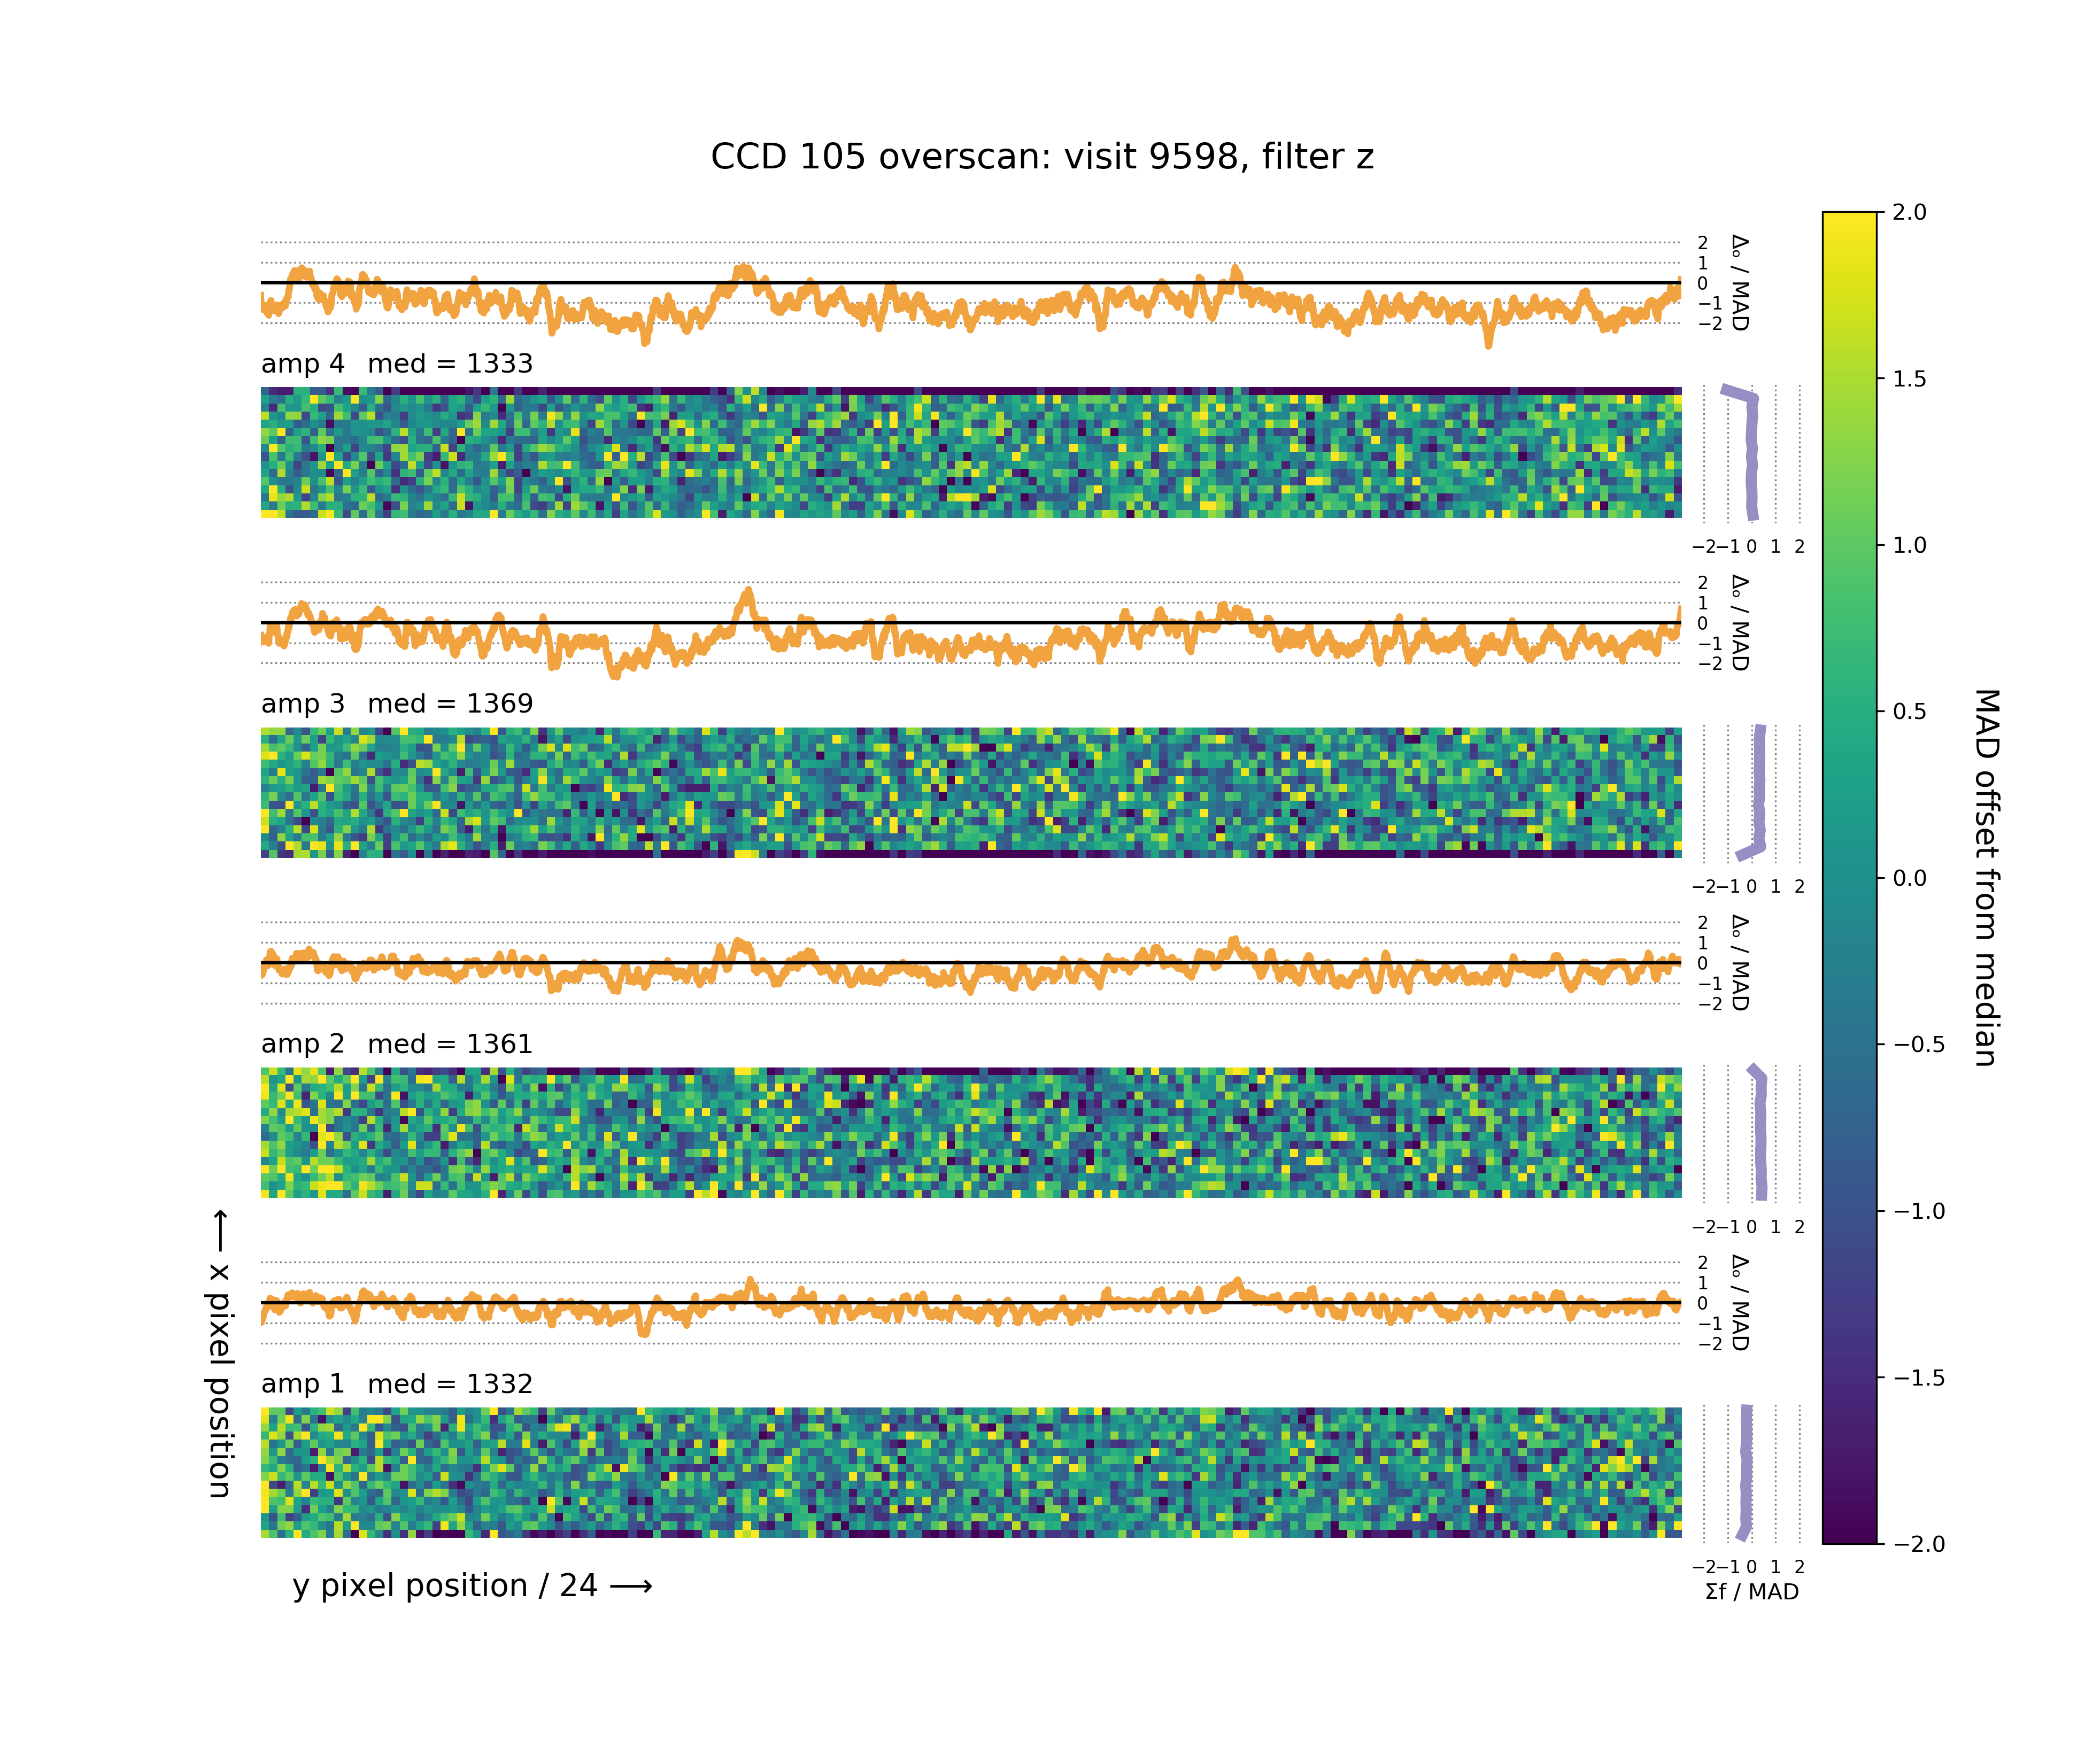 CCD 105 overscan: visit 9598, filter z
2
1
0
−1
−2
Δₒ / MAD
amp 4 med = 1333
−2 −1 0 1 2
2
1
0
−1
−2
Δₒ / MAD
amp 3 med = 1369
−2 −1 0 1 2
2
1
0
−1
−2
Δₒ / MAD
amp 2 med = 1361
−2 −1 0 1 2
2
1
0
−1
−2
Δₒ / MAD
amp 1 med = 1332
−2 −1 0 1 2
Σf / MAD
y pixel position / 24 ⟶
⟵ x pixel position
2.0
1.5
1.0
0.5
0.0
−0.5
−1.0
−1.5
−2.0
MAD offset from median